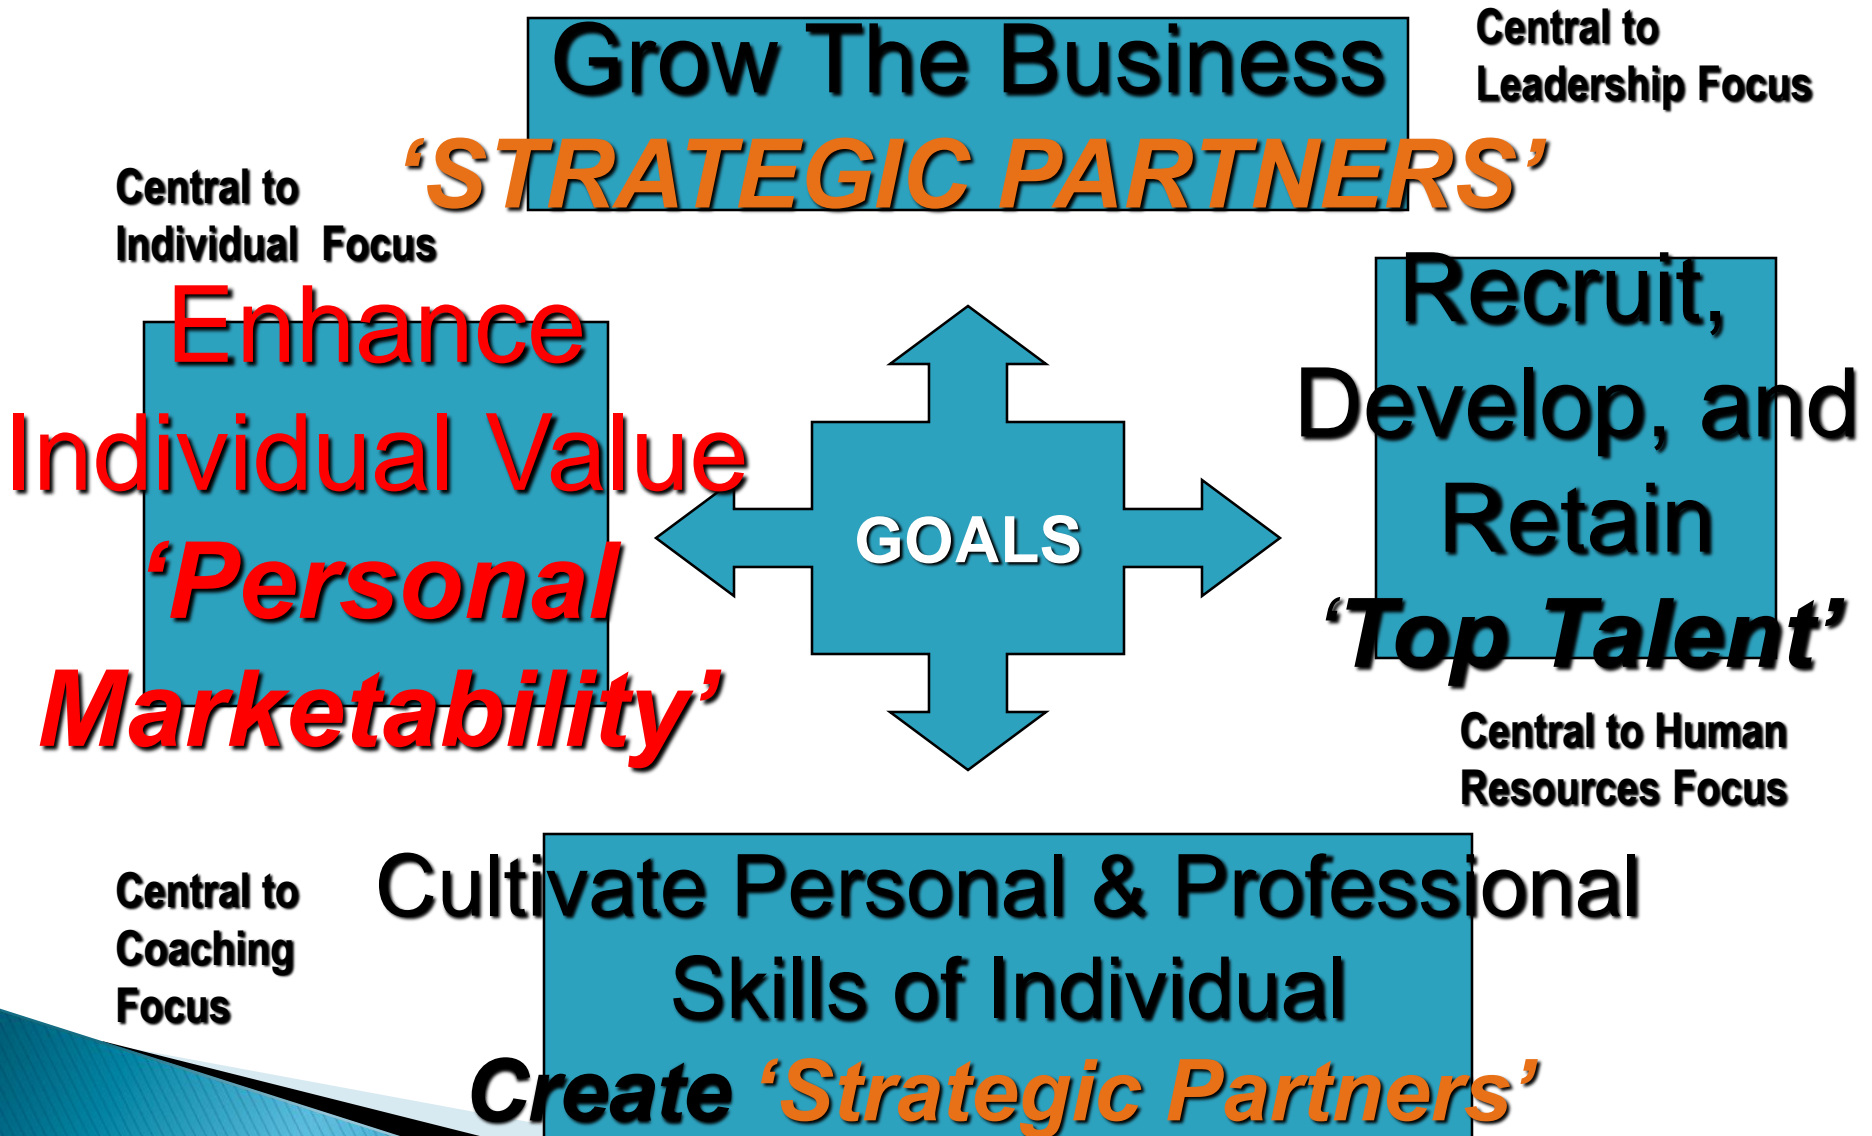 Grow The Business
‘STRATEGIC PARTNERS’
Central to
Leadership Focus
Central to
Individual  Focus
Enhance
Individual Value
‘Personal
Marketability’
GOALS
Recruit,
Develop, and
Retain
‘Top Talent’
Central to Human
Resources Focus
Central to
Coaching
Focus
Cultivate Personal & Professional
Skills of Individual
Create ‘Strategic Partners’